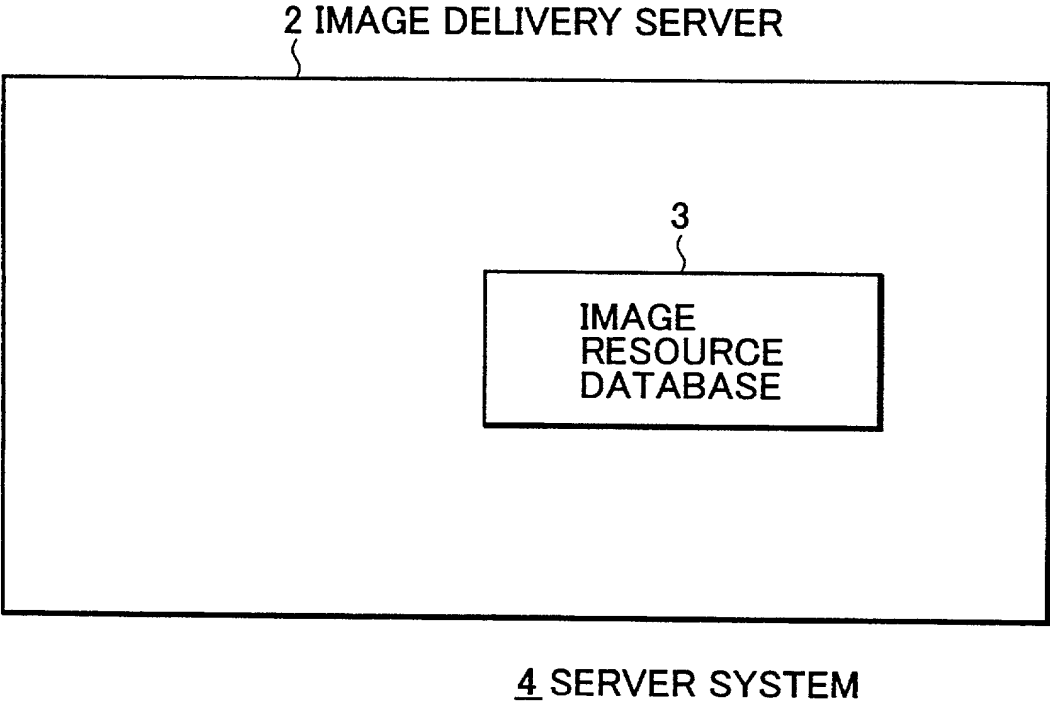 2 IMAGE DELIVERY SERVER
3
IMAGE
RESOURCE
DATABASE
4 SERVER SYSTEM